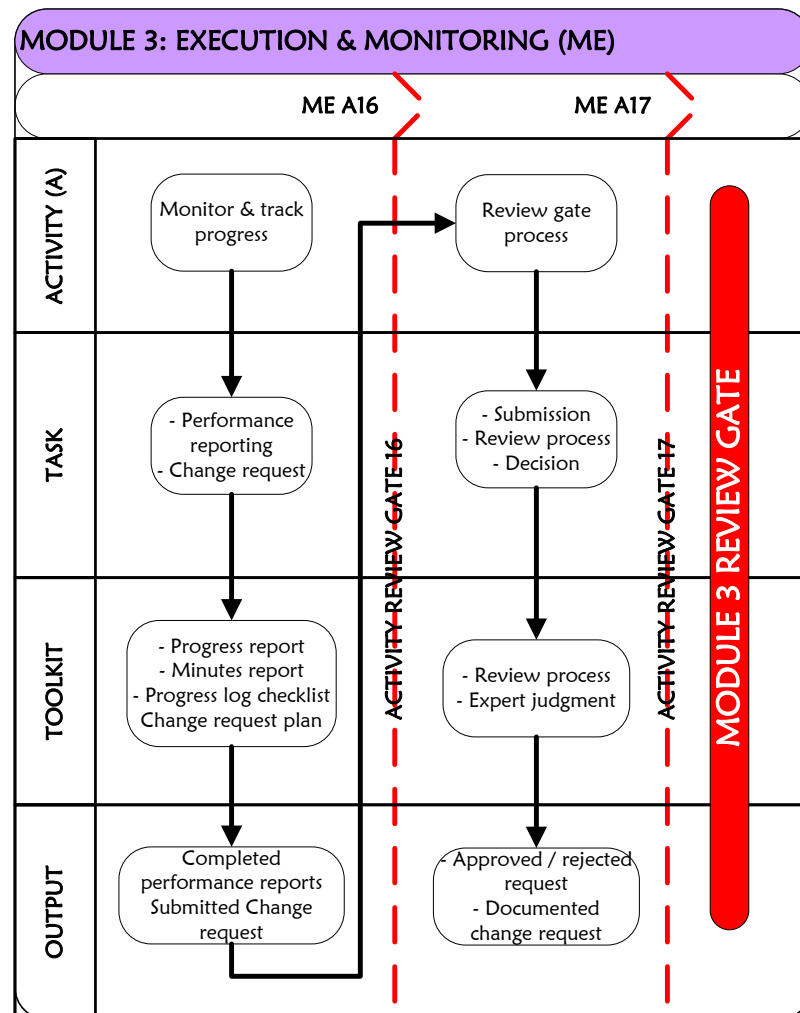 MODULE 3: EXECUTION & MONITORING (ME)
ME A16
ME A17
ACTIVITY (A)
Monitor & track
progress
Review gate
process
TASK
- Performance
reporting
- Change request
- Submission
- Review process
- Decision
TOOLKIT
- Progress report
- Minutes report
- Progress log checklist
Change request plan
- Review process
- Expert judgment
OUTPUT
Completed
performance reports
Submitted Change
request
- Approved / rejected
request
- Documented
change request
ACTIVITY REVIEW GATE 16
ACTIVITY REVIEW GATE 17
MODULE 3 REVIEW GATE